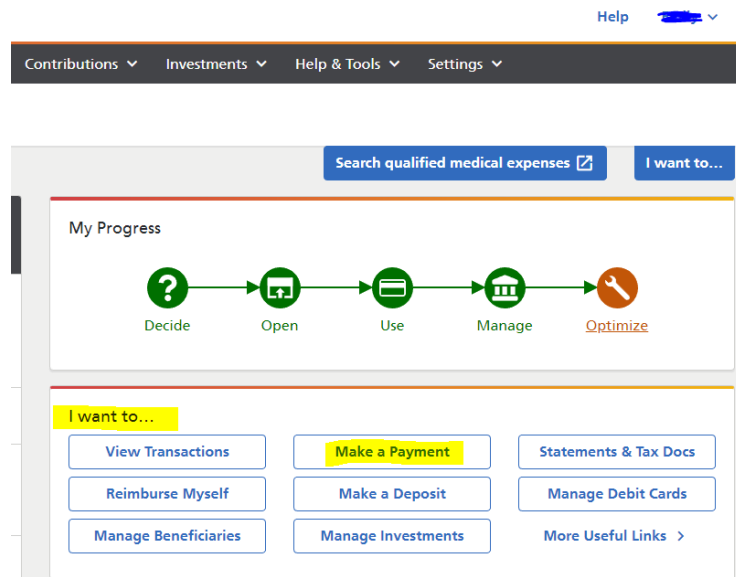 Help
Contributions Investments Help & Tools Settings
Search qualified medical expenses I want to...
My Progress
?
Decide Open Use Manage Optimize
I want to...
View Transactions Make a Payment Statements & Tax Docs
Reimburse Myself Make a Deposit Manage Debit Cards
Manage Beneficiaries Manage Investments More Useful Links >